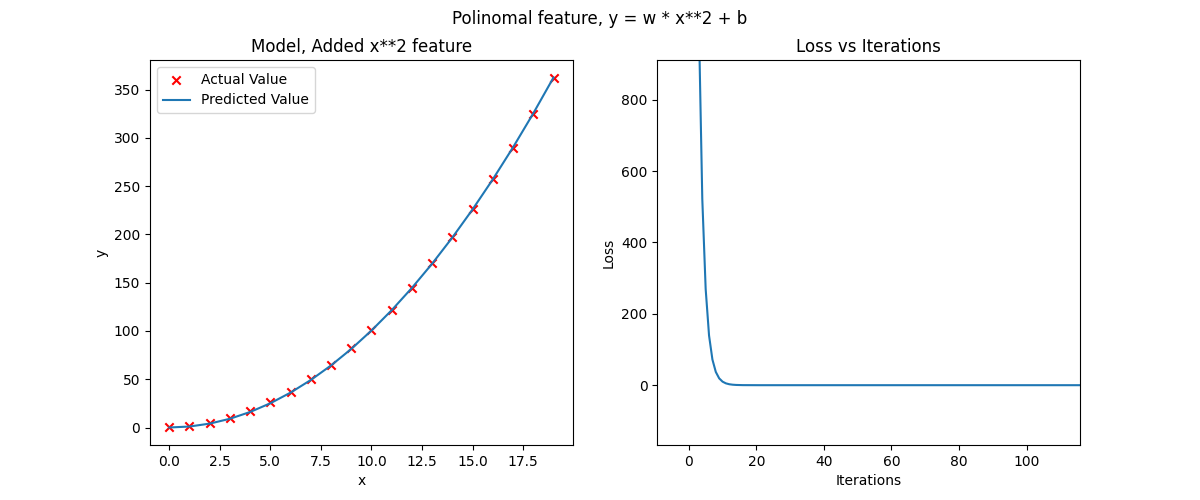 Polinomal feature, y = w * x**2 + b
Model, Added x**2 feature
Actual Value
Predicted Value
350
300
250
200
150
100
50
0
y
0.0 2.5 5.0 7.5 10.0 12.5 15.0 17.5
x
Loss vs Iterations
800
600
400
200
0
Loss
0 20 40 60 80 100
Iterations